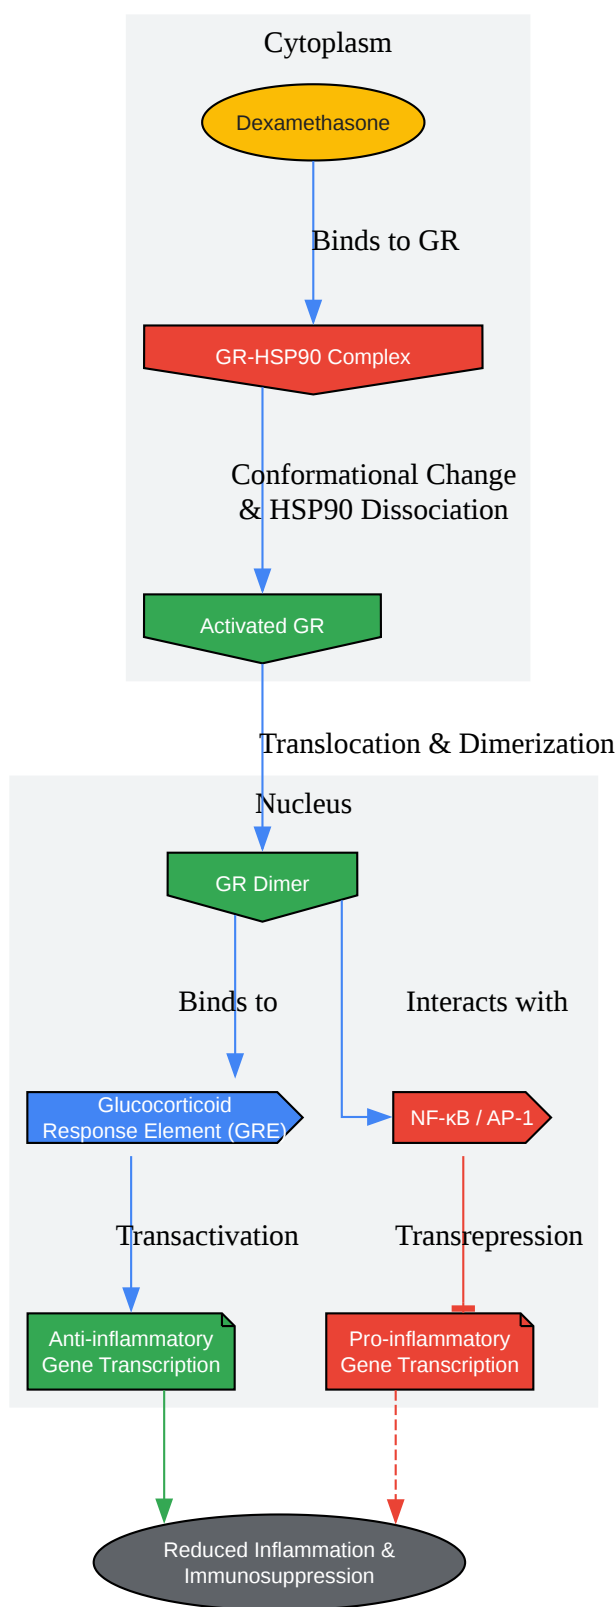 Cytoplasm
Dexamethasone
Binds to GR
GR-HSP90 Complex
Conformational Change
& HSP90 Dissociation
Activated GR
Translocation & Dimerization
Nucleus
GR Dimer
Binds to
Interacts with
Glucocorticoid
Response Element (GRE)
NF-κB / AP-1
Transactivation
Transrepression
Anti-inflammatory
Gene Transcription
Pro-inflammatory
Gene Transcription
Reduced Inflammation &
Immunosuppression